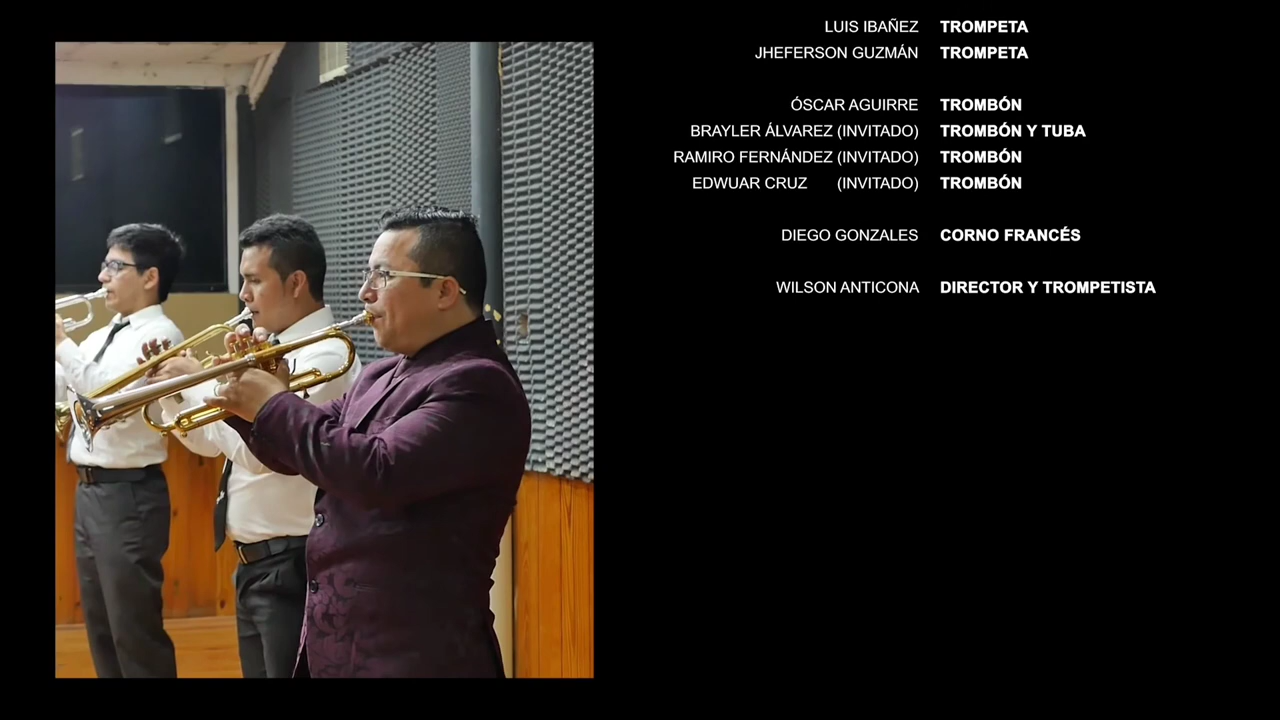 LUIS IBAÑEZ TROMPETA
JHEFERSON GUZMÁN TROMPETA
ÓSCAR AGUIRRE TROMBÓN
BRAYLER ÁLVAREZ (INVITADO) TROMBÓN Y TUBA
RAMIRO FERNÁNDEZ (INVITADO) TROMBÓN
EDWUAR CRUZ (INVITADO) TROMBÓN
DIEGO GONZALES CORNO FRANCÉS
WILSON ANTICONA DIRECTOR Y TROMPETISTA